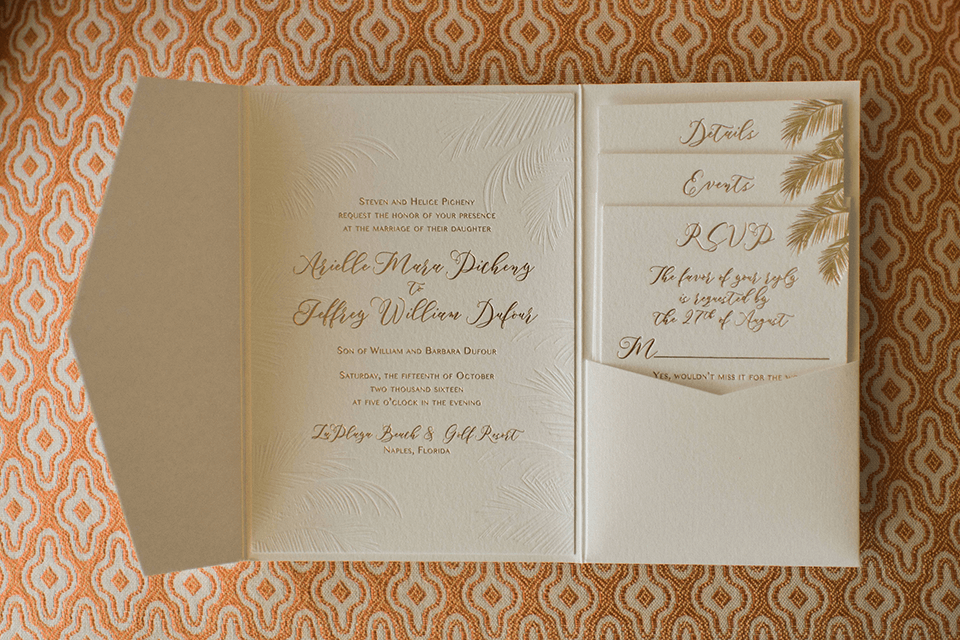 Steven and Helice Picheny
request the honor of your presence
at the marriage of their daughter
Arielle Mara Picheny
to
Jeffrey William Dufour
Son of William and Barbara Dufour
Saturday, the fifteenth of October
two thousand sixteen
at five o'clock in the evening
LaPlaya Beach & Golf Resort
Naples, Florida
Details
Events
RSVP
The favor of your reply
is requested by
the 27th of August
M
Yes, wouldn't miss it for the